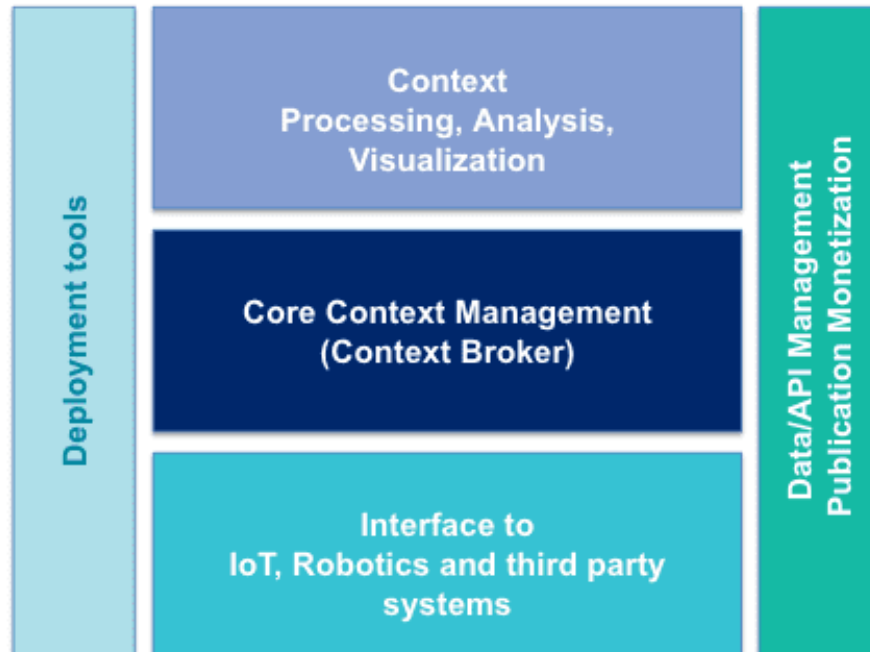 Deployment tools
Context
Processing, Analysis,
Visualization
Core Context Management
(Context Broker)
Interface to
IoT, Robotics and third party
systems
Data/API Management
Publication Monetization